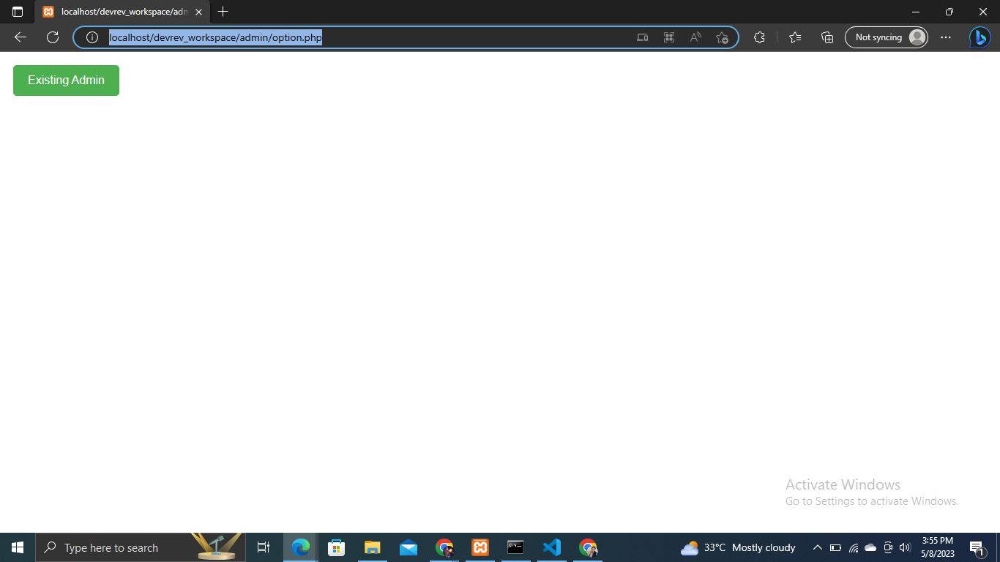 localhost/devrev_workspace/adm
localhost/devrev_workspace/admin/option.php
Not syncing
Existing Admin
Activate Windows
Go to Settings to activate Windows.
Type here to search
33°C Mostly cloudy
3:55 PM
5/8/2023
1